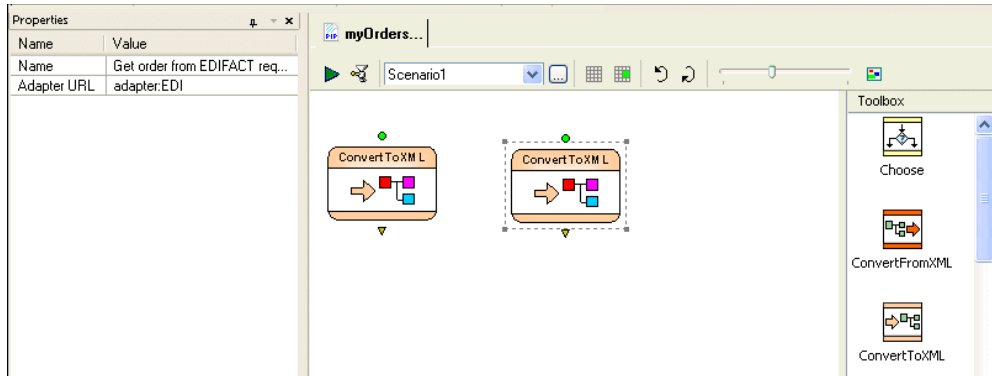 Properties
Name Value
Name Get order from EDIFACT req...
Adapter URL adapter:EDI
PIP myOrders...
Scenario1
...
Toolbox
ConvertToXML
ConvertToXML
Choose
ConvertFromXML
ConvertToXML